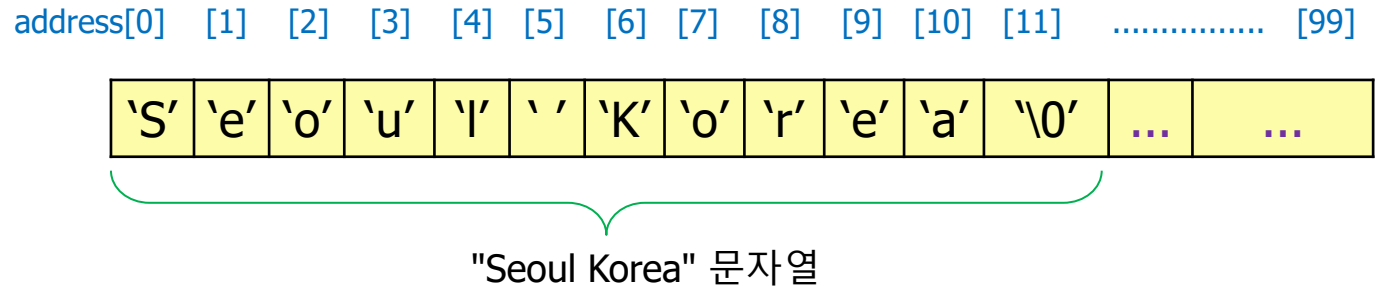 address[0] [1] [2] [3] [4] [5] [6] [7] [8] [9] [10] [11] ................ [99]
‘S’ ‘e’ ‘o’ ‘u’ ‘l’ ‘ ’ ‘K’ ‘o’ ‘r’ ‘e’ ‘a’ ‘\0’ ... ...
"Seoul Korea" 문자열